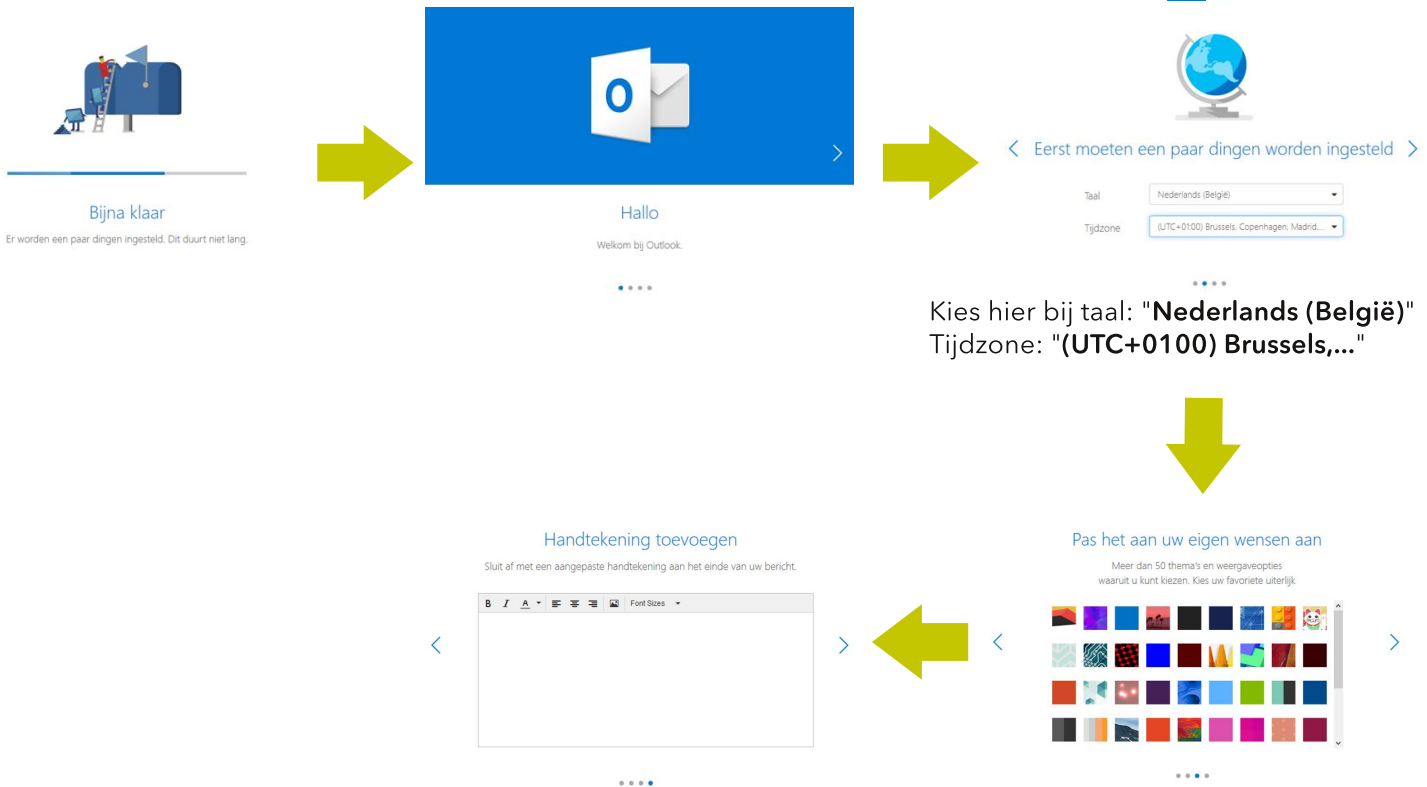 Bijna klaar
Er worden een paar dingen ingesteld. Dit duurt niet lang.
O
Hallo
Welkom bij Outlook.
Eerst moeten een paar dingen worden ingesteld
Taal Nederlands (België)
Tijdzone (UTC+01:00) Brussels, Copenhagen, Madrid,...
Kies hier bij taal: "Nederlands (België)"
Tijdzone: "(UTC+0100) Brussels,..."
Pas het aan uw eigen wensen aan
Meer dan 50 thema's en weergaveopties
waaruit u kunt kiezen. Kies uw favoriete uiterlijk
Handtekening toevoegen
Sluit af met een aangepaste handtekening aan het einde van uw bericht.
B I A Font Sizes